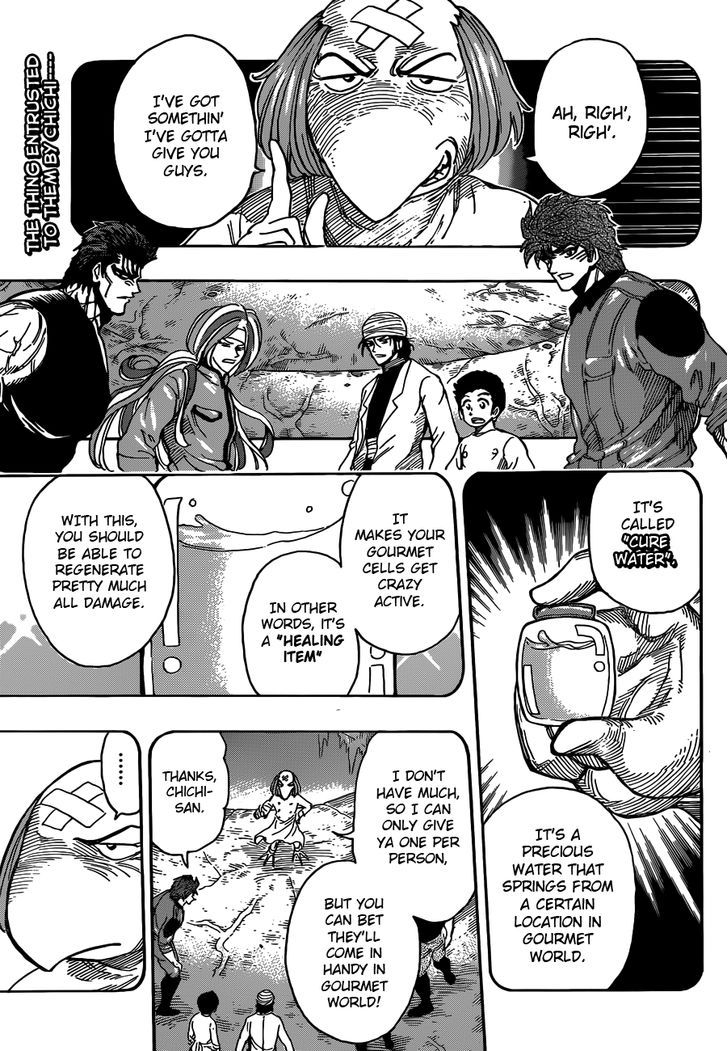 THE THING ENTRUSTED
TO THEM BY CHICHI......
AH, RIGH',
RIGH'.
I'VE GOT
SOMETHIN'
I'VE GOTTA
GIVE YOU
GUYS.
IT'S
CALLED
"CURE
WATER".
IT'S A
PRECIOUS
WATER THAT
SPRINGS FROM
A CERTAIN
LOCATION IN
GOURMET
WORLD.
IT
MAKES YOUR
GOURMET
CELLS GET
CRAZY
ACTIVE.
IN OTHER
WORDS, IT'S
A "HEALING
ITEM"
WITH THIS,
YOU SHOULD
BE ABLE TO
REGENERATE
PRETTY MUCH
ALL DAMAGE.
I DON'T
HAVE MUCH,
SO I CAN
ONLY GIVE
YA ONE PER
PERSON,
BUT YOU
CAN BET
THEY'LL
COME IN
HANDY IN
GOURMET
WORLD!
THANKS,
CHICHI-
SAN.
......